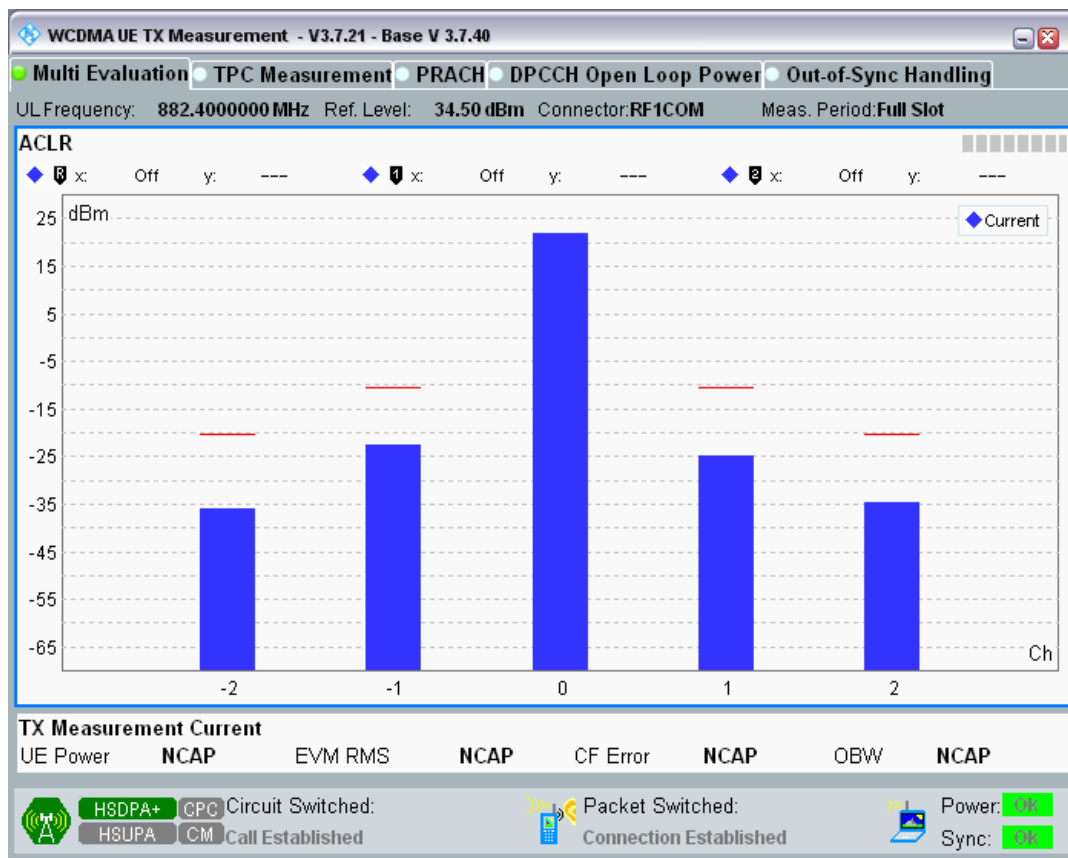 WCDMA UE TX Measurement - V3.7.21 - Base V 3.7.40
Multi Evaluation TPC Measurement PRACH DPCCH Open Loop Power Out-of-Sync Handling
UL Frequency: 882.4000000 MHz Ref. Level: 34.50 dBm Connector:RF1COM Meas. Period:Full Slot
ACLR
R x: Off y: --- 1 x: Off y: --- 2 x: Off y: ---
dBm
Current
25
15
5
-5
-15
-25
-35
-45
-55
-65
Ch
-2 -1 0 1 2
TX Measurement Current
UE Power NCAP EVM RMS NCAP CF Error NCAP OBW NCAP
HSDPA+ CPC Circuit Switched: Packet Switched: Power: OK
HSUPA CM Call Established Connection Established Sync: OK